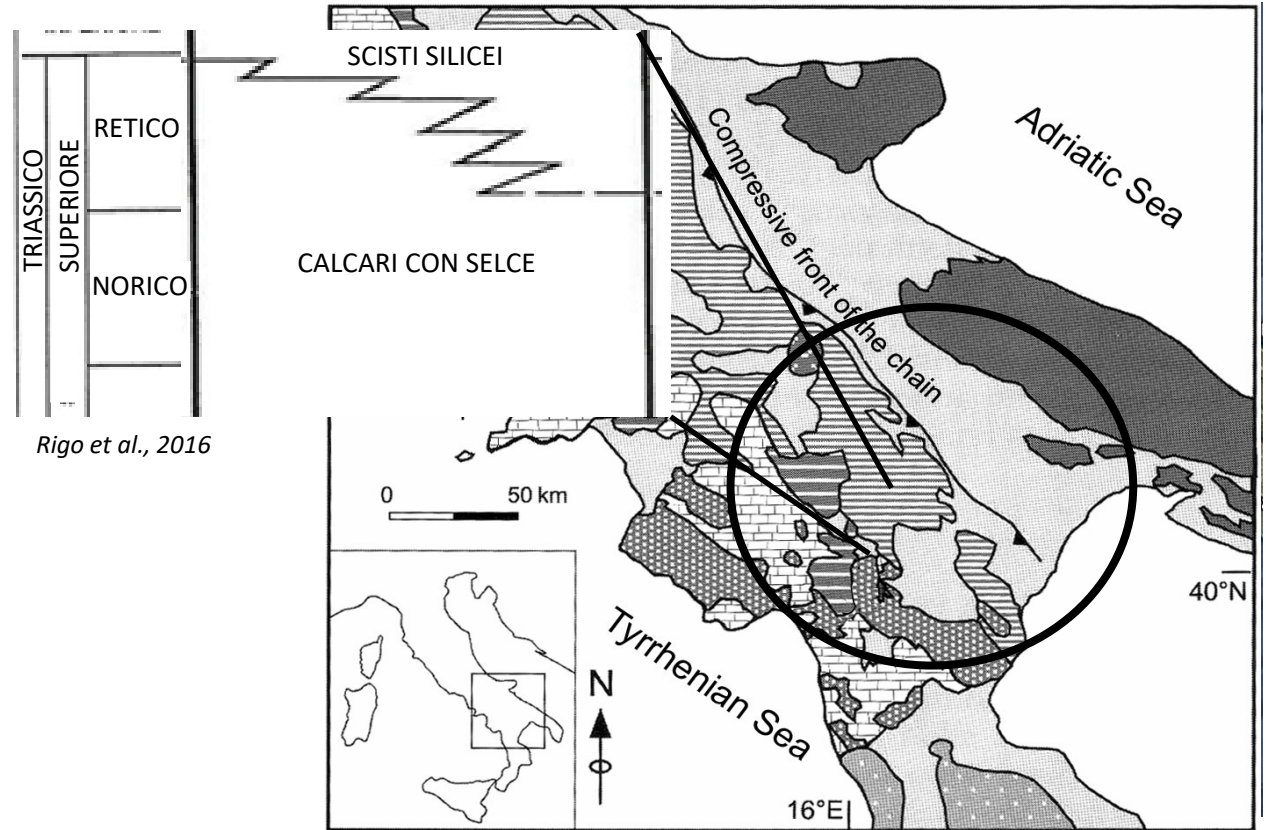 SCISTI SILICEI
TRIASSICO
SUPERIORE
RETICO
NORICO
CALCARI CON SELCE
Rigo et al., 2016
Adriatic Sea
Compressive front of the chain
0 50 km
40°N
Tyrrhenian Sea
N
16°E